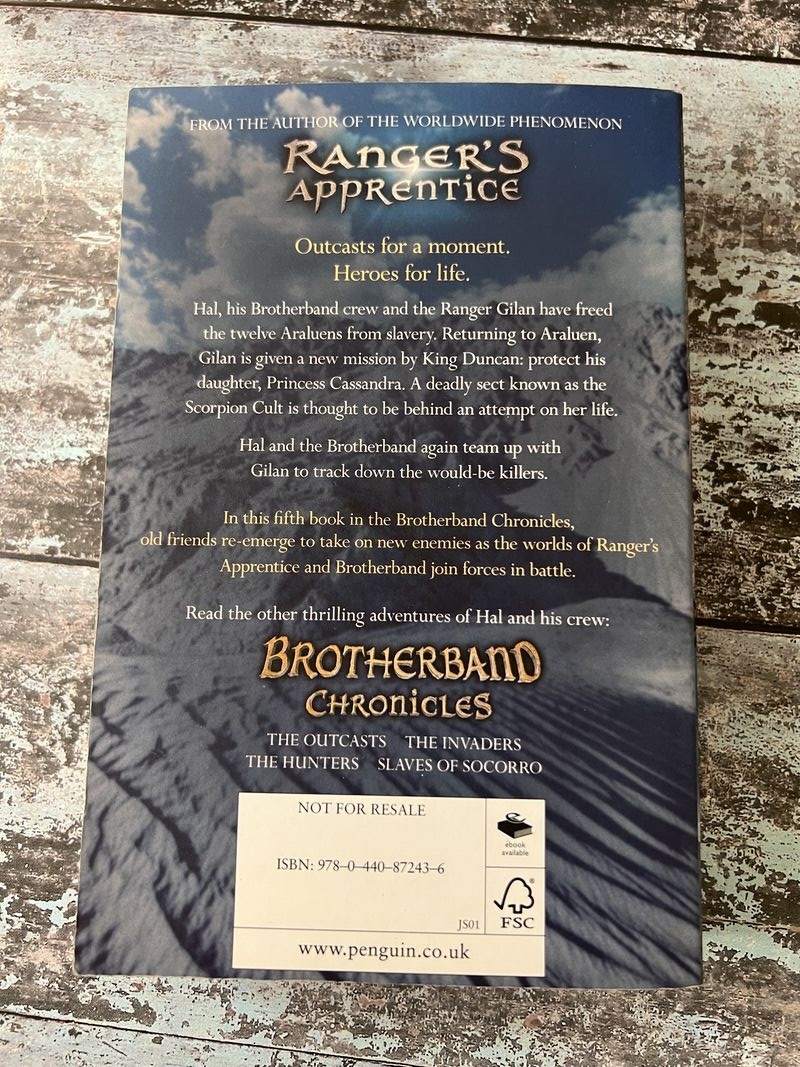 FROM THE AUTHOR OF THE WORLDWIDE PHENOMENON
RANGER'S
APPRENTICE
Outcasts for a moment.
Heroes for life.
Hal, his Brotherband crew and the Ranger Gilan have freed
the twelve Araluens from slavery. Returning to Araluen,
Gilan is given a new mission by King Duncan: protect his
daughter, Princess Cassandra. A deadly sect known as the
Scorpion Cult is thought to be behind an attempt on her life.
Hal and the Brotherband again team up with
Gilan to track down the would-be killers.
In this fifth book in the Brotherband Chronicles,
old friends re-emerge to take on new enemies as the worlds of Ranger's
Apprentice and Brotherband join forces in battle.
Read the other thrilling adventures of Hal and his crew:
BROTHERBAND
CHRONICLES
THE OUTCASTS THE INVADERS
THE HUNTERS SLAVES OF SOCORRO
NOT FOR RESALE
ebook
available
ISBN: 978–0–440–87243–6
JS01
®
FSC
www.penguin.co.uk